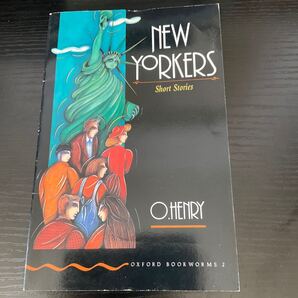 NEW
YORKERS
Short Stories
O.HENRY
OXFORD BOOKWORMS 2